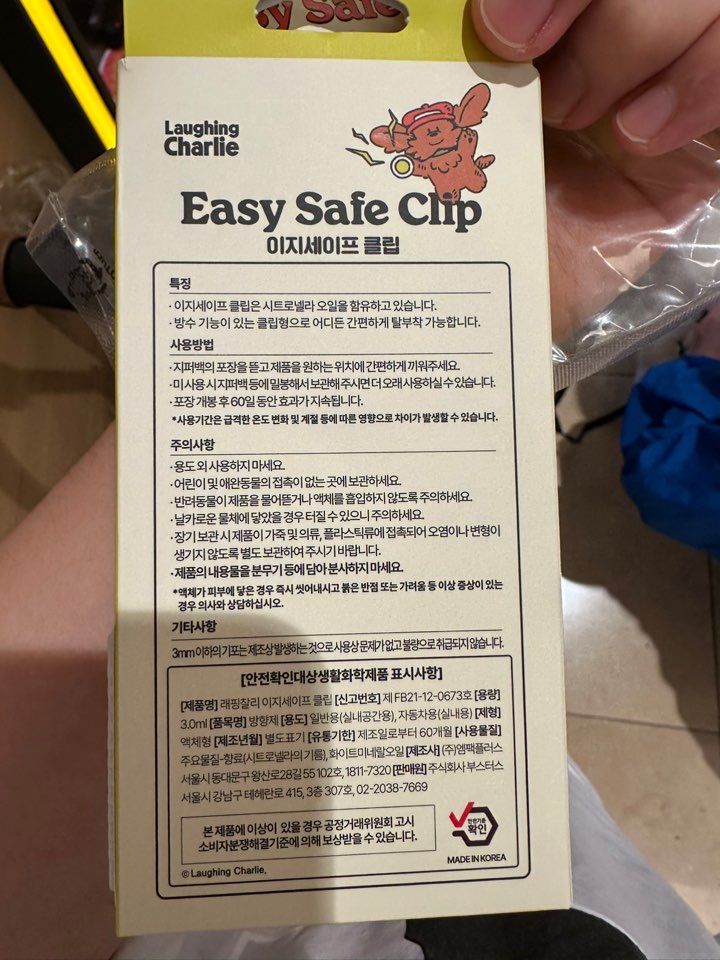 y Safe
Laughing
Charlie
Easy Safe Clip
이지세이프 클립
특징
· 이지세이프 클립은 시트로넬라 오일을 함유하고 있습니다.
· 방수 기능이 있는 클립형으로 어디든 간편하게 탈부착 가능합니다.
사용방법
· 지퍼백의 포장을 뜯고 제품을 원하는 위치에 간편하게 끼워주세요.
· 미 사용 시 지퍼백 등에 밀봉해서 보관해 주시면 더 오래 사용하실 수 있습니다.
· 포장 개봉 후 60일 동안 효과가 지속됩니다.
*사용기간은 급격한 온도 변화 및 계절 등에 따른 영향으로 차이가 발생할 수 있습니다.
주의사항
· 용도 외 사용하지 마세요.
· 어린이 및 애완동물의 접촉이 없는 곳에 보관하세요.
· 반려동물이 제품을 물어뜯거나 액체를 흡입하지 않도록 주의하세요.
· 날카로운 물체에 닿았을 경우 터질 수 있으니 주의하세요.
· 장기 보관 시 제품이 가죽 및 의류, 플라스틱류에 접촉되어 오염이나 변형이
생기지 않도록 별도 보관하여 주시기 바랍니다.
· 제품의 내용물을 분무기 등에 담아 분사하지 마세요.
*액체가 피부에 닿은 경우 즉시 씻어내시고 붉은 반점 또는 가려움 등 이상 증상이 있는
경우 의사와 상담하십시오.
기타사항
3mm 이하의 기포는 제조상 발생하는 것으로 사용상 문제가 없고 불량으로 취급되지 않습니다.
[안전확인대상생활화학제품 표시사항]
[제품명] 래핑찰리 이지세이프 클립 [신고번호] 제 FB21-12-0673호 [용량]
3.0ml [품목명] 방향제 [용도] 일반용(실내공간용), 자동차용(실내용) [제형]
액체형 [제조년월] 별도표기 [유통기한] 제조일로부터 60개월 [사용물질]
주요물질-향료(시트로넬라의 기름), 화이트미네랄오일 [제조사] (주)엠팩플러스
서울시 동대문구 왕산로28길 55 102호, 1811-7320 [판매원] 주식회사 부스터스
서울시 강남구 테헤란로 415, 3층 307호, 02-2038-7669
본 제품에 이상이 있을 경우 공정거래위원회 고시
소비자분쟁해결기준에 의해 보상받을 수 있습니다.
안전기준
확인
MADE IN KOREA
© Laughing Charlie.